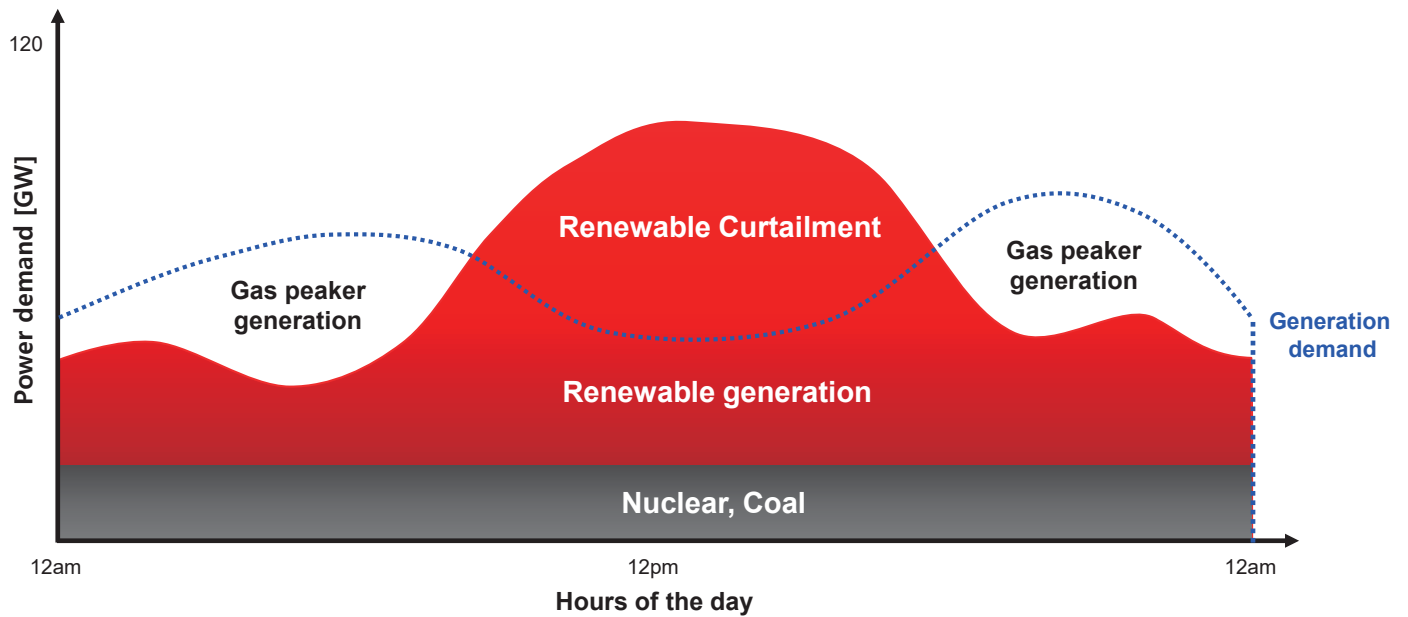 120
Power demand [GW]
Renewable Curtailment
Gas peaker
generation
Gas peaker
generation
Generation
demand
Renewable generation
Nuclear, Coal
12am
12pm
12am
Hours of the day